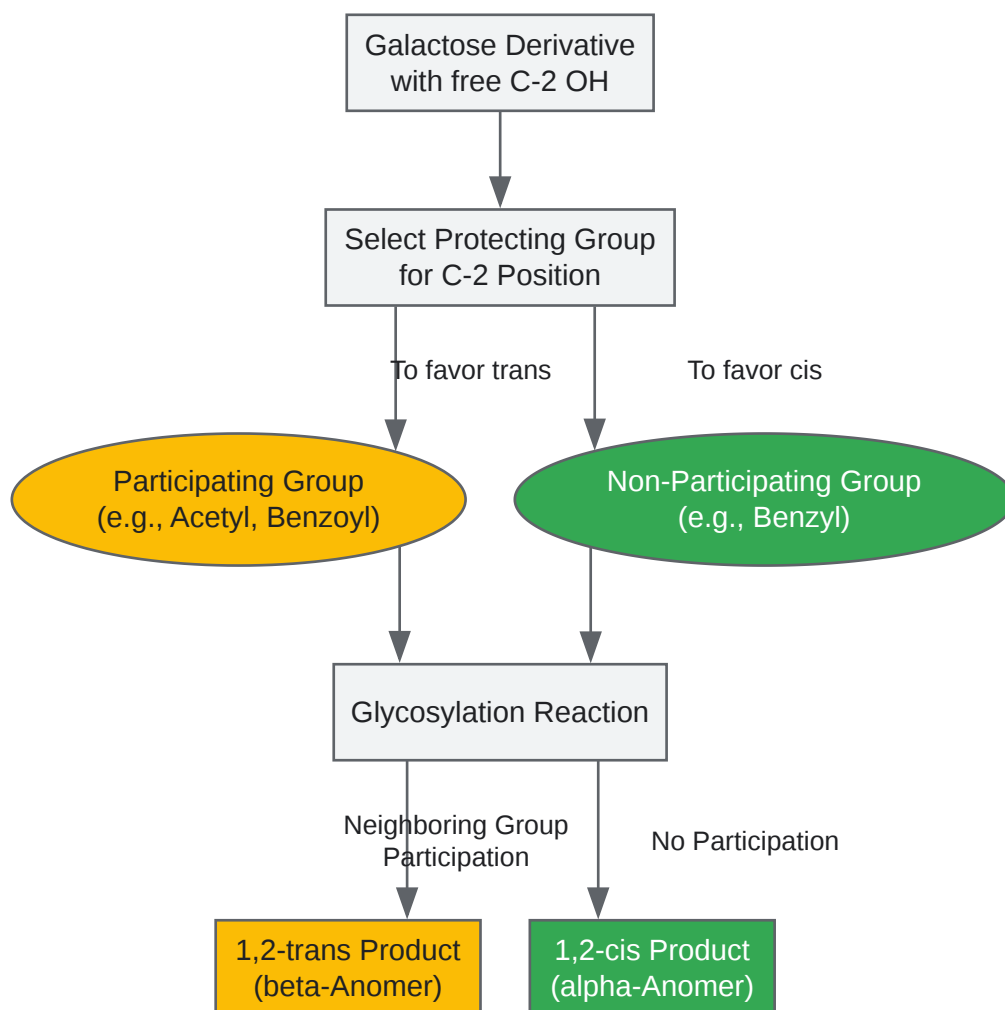 Galactose Derivative
with free C-2 OH
Select Protecting Group
for C-2 Position
To favor trans
To favor cis
Participating Group
(e.g., Acetyl, Benzoyl)
Non-Participating Group
(e.g., Benzyl)
Glycosylation Reaction
Neighboring Group
Participation
No Participation
1,2-trans Product
(beta-Anomer)
1,2-cis Product
(alpha-Anomer)